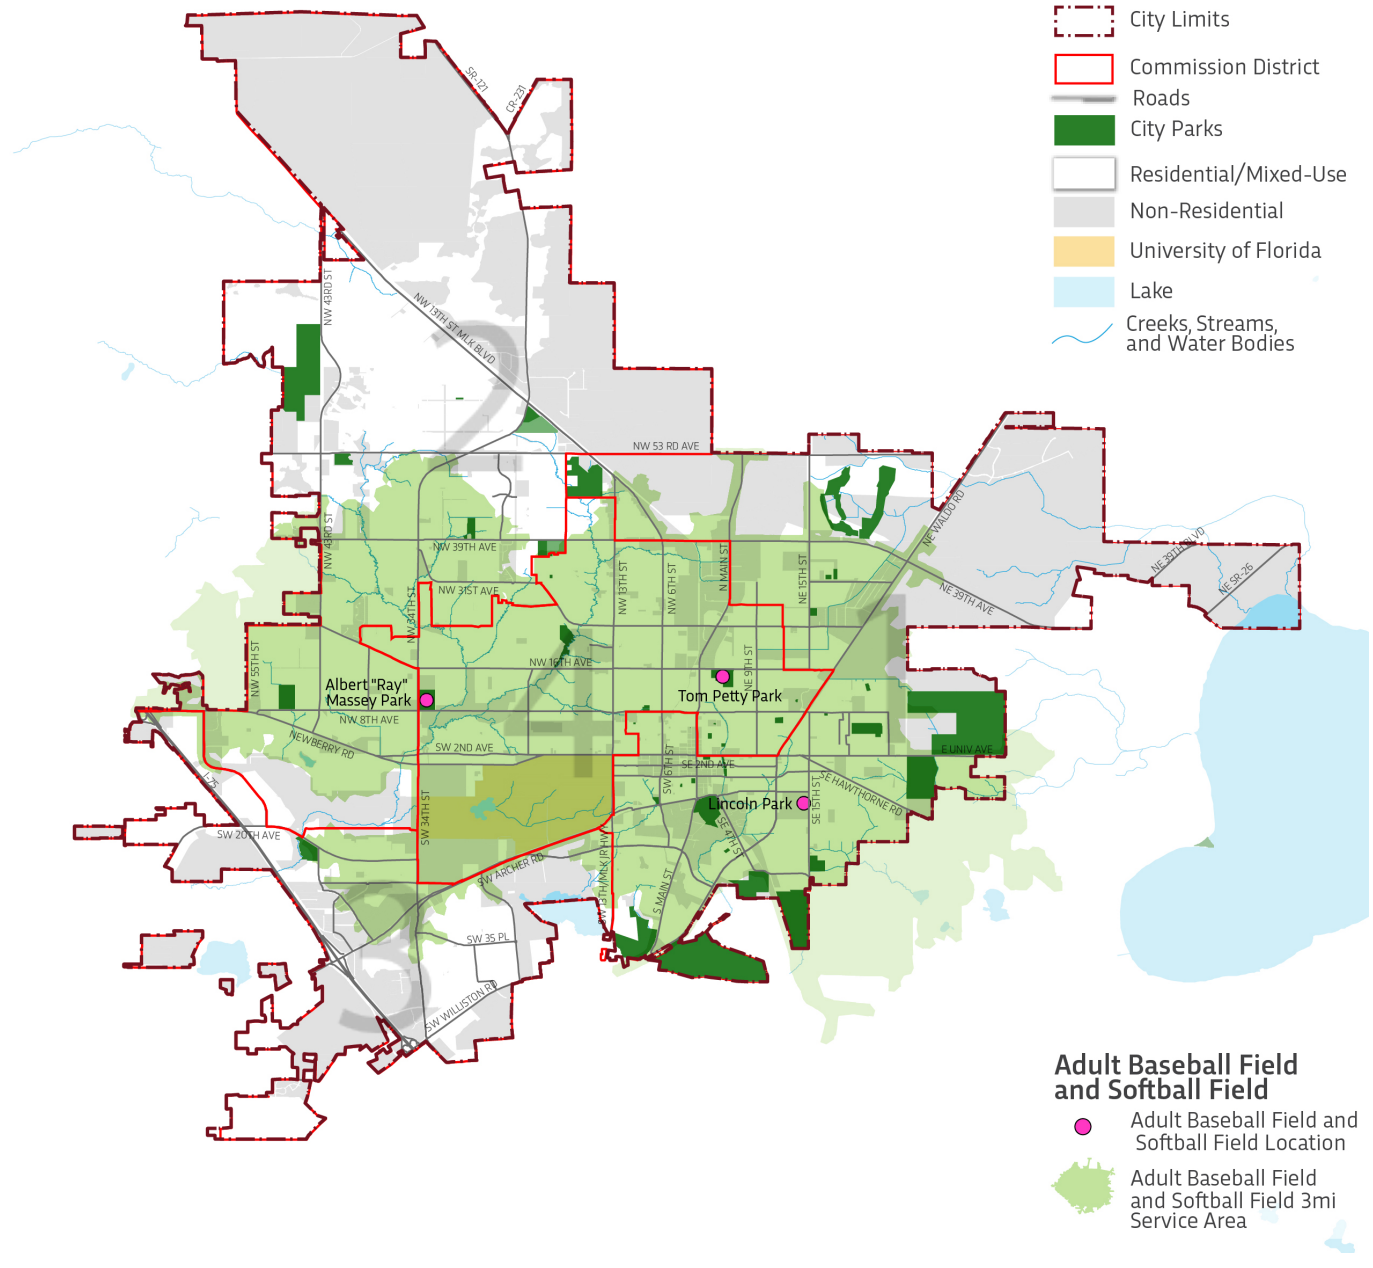 City Limits
Commission District
Roads
City Parks
Residential/Mixed-Use
Non-Residential
University of Florida
Lake
Creeks, Streams,
and Water Bodies
SR-121
CR-231
NW 43RD ST
NW 13TH ST MLK BLVD
2
NW 53 RD AVE
NE WALDO RD
NW 43RD ST
NW 39TH AVE
NE 39TH BLVD
NE SR-26
NW 34TH ST
NW 31ST AVE
NW 13TH ST
NW 6TH ST
N MAIN ST
NE 15TH ST
NE 39TH AVE
1
NW 55TH ST
NW 16TH AVE
NE 9TH ST
Albert "Ray"
Massey Park
Tom Petty Park
NW 8TH AVE
4
NEWBERRY RD
SW 2ND AVE
SW 6TH ST
SE 2ND AVE
E UNIV AVE
I-75
SW 34TH ST
Lincoln Park
SE 15TH ST
SE HAWTHORNE RD
SW 20TH AVE
SE 4TH ST
SW ARCHER RD
SW 13TH/MLK JR HWY
S MAIN ST
SW 35 PL
3
SW WILLISTON RD
Adult Baseball Field
and Softball Field
Adult Baseball Field and
Softball Field Location
Adult Baseball Field
and Softball Field 3mi
Service Area